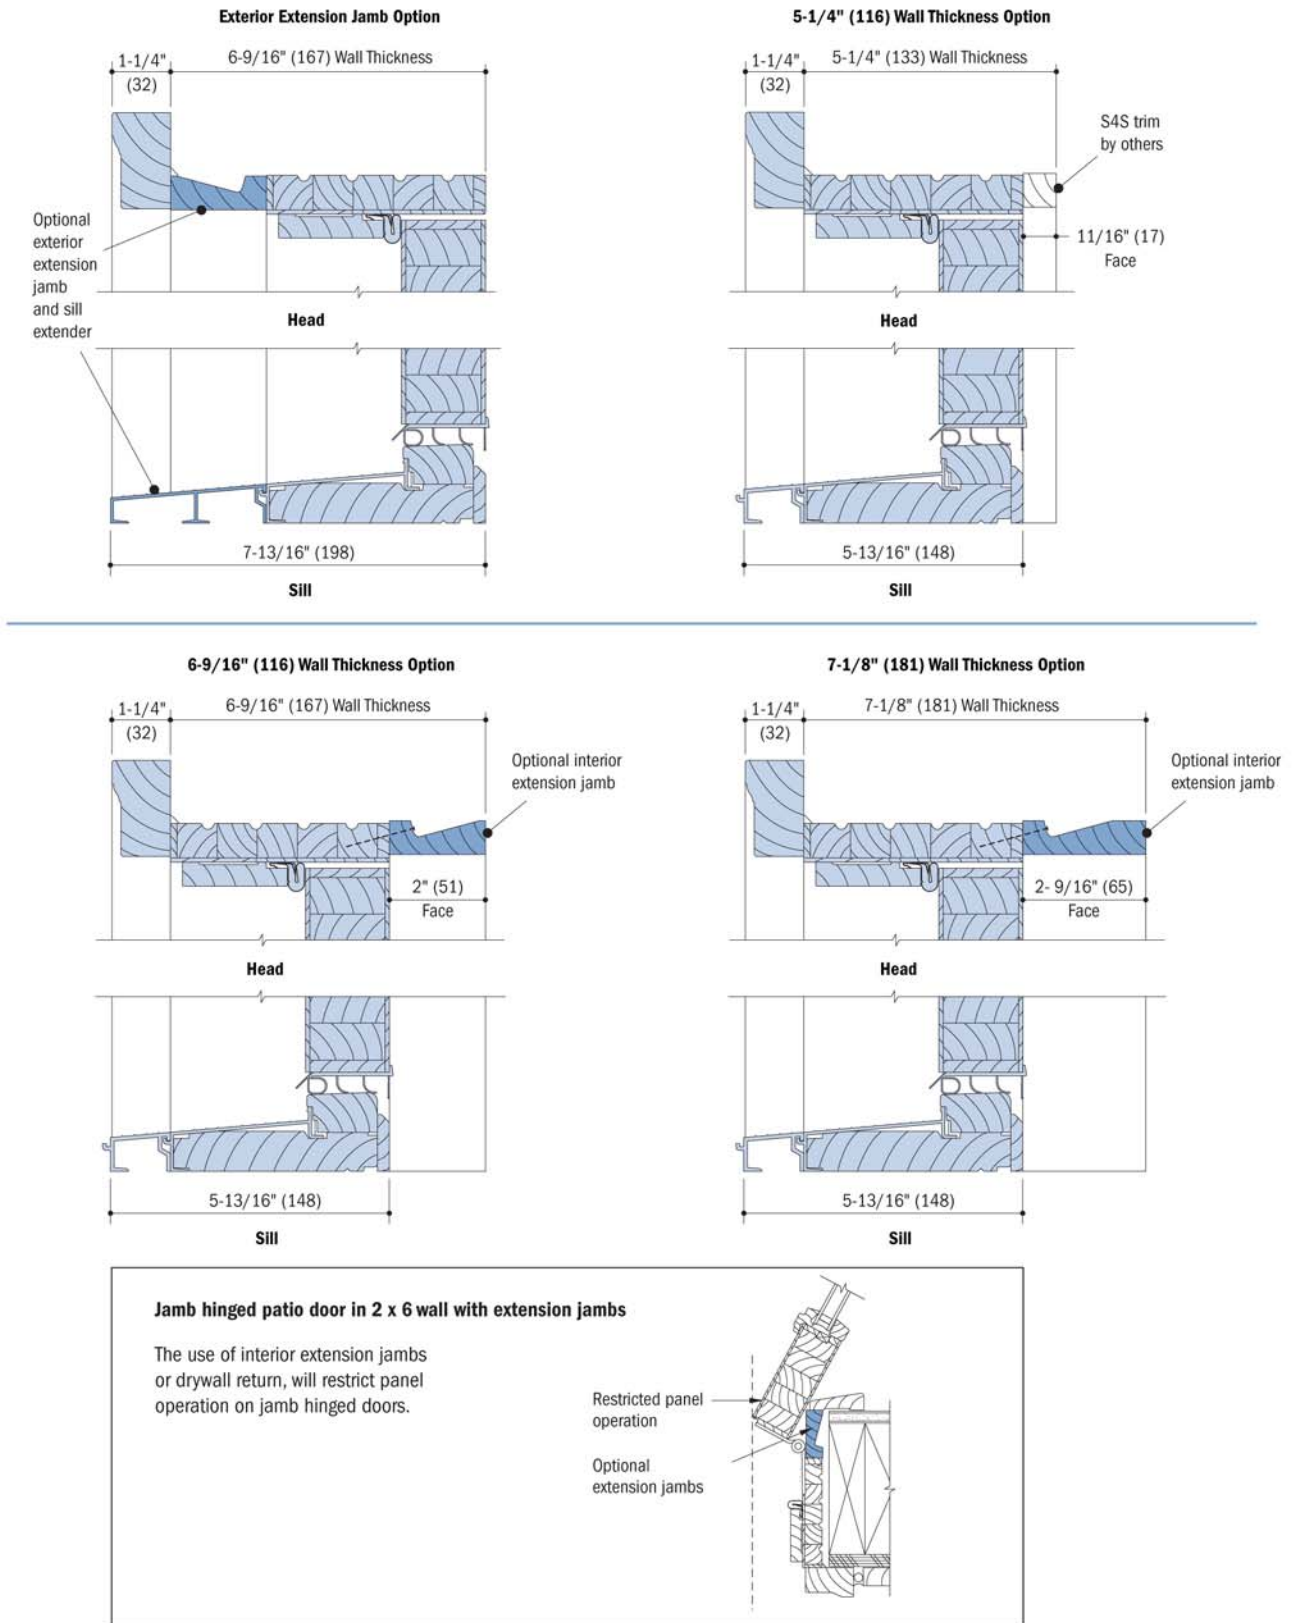 Exterior Extension Jamb Option
1-1/4"
(32)
6-9/16" (167) Wall Thickness
Optional
exterior
extension
jamb
and sill
extender
Head
7-13/16" (198)
Sill
5-1/4" (116) Wall Thickness Option
1-1/4"
(32)
5-1/4" (133) Wall Thickness
S4S trim
by others
11/16" (17)
Face
Head
5-13/16" (148)
Sill
6-9/16" (116) Wall Thickness Option
1-1/4"
(32)
6-9/16" (167) Wall Thickness
Optional interior
extension jamb
2" (51)
Face
Head
5-13/16" (148)
Sill
7-1/8" (181) Wall Thickness Option
1-1/4"
(32)
7-1/8" (181) Wall Thickness
Optional interior
extension jamb
2- 9/16" (65)
Face
Head
5-13/16" (148)
Sill
Jamb hinged patio door in 2 x 6 wall with extension jambs
The use of interior extension jambs
or drywall return, will restrict panel
operation on jamb hinged doors.
Restricted panel
operation
Optional
extension jambs